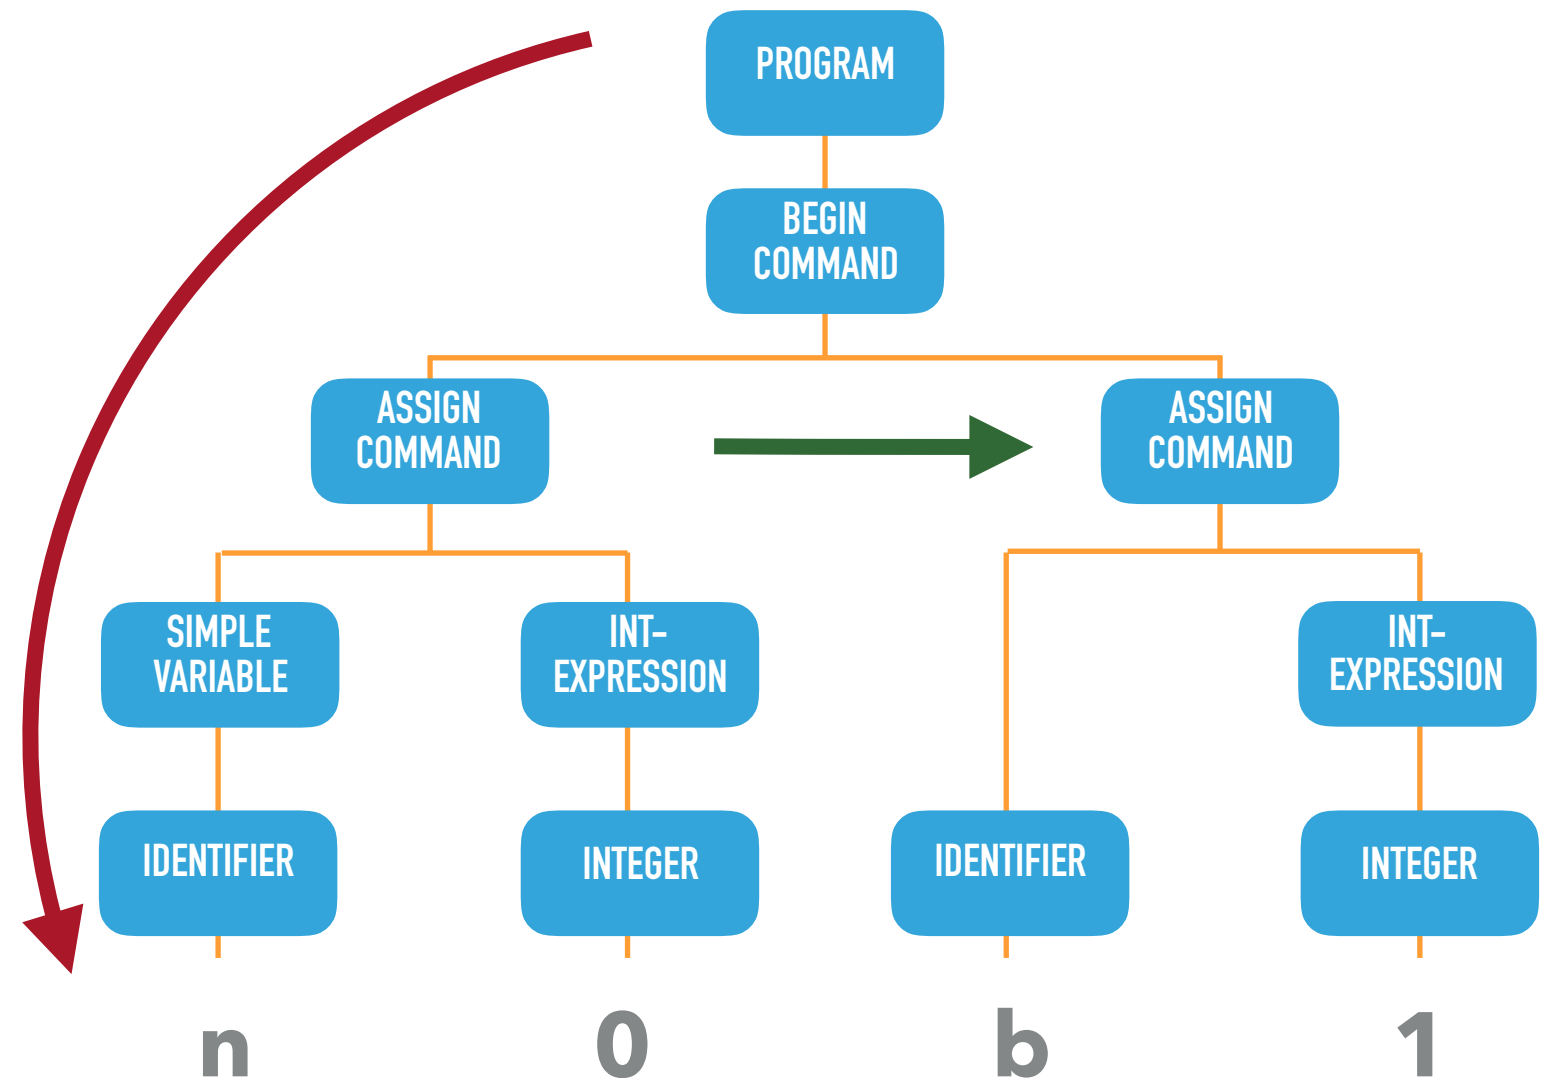 PROGRAM
BEGIN
COMMAND
ASSIGN
COMMAND
ASSIGN
COMMAND
SIMPLE
VARIABLE
INT-
EXPRESSION
INT-
EXPRESSION
IDENTIFIER
INTEGER
IDENTIFIER
INTEGER
n
0
b
1